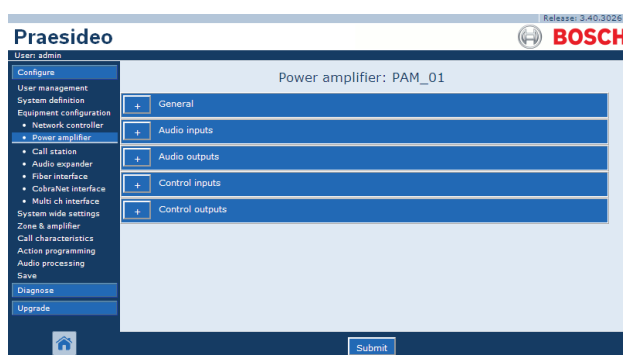 Release: 3.40.3026
Praesideo
BOSCH
User: admin
Configure
User management
System definition
Equipment configuration
• Network controller
• Power amplifier
• Call station
• Audio expander
• Fiber interface
• CobraNet interface
• Multi ch interface
System wide settings
Zone & amplifier
Call characteristics
Action programming
Audio processing
Save
Diagnose
Upgrade
Power amplifier: PAM_01
+ General
+ Audio inputs
+ Audio outputs
+ Control inputs
+ Control outputs
Submit